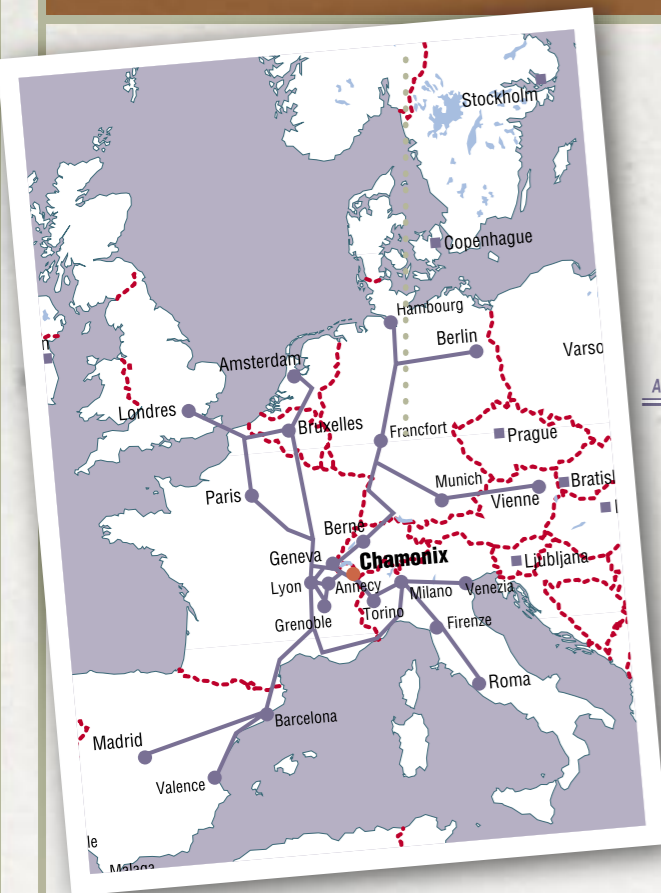 Stockholm
Copenhague
Hambourg
Berlin
Varso
Amsterdam
Londres
Bruxelles
Francfort
Prague
Paris
Munich
Vienne
Bratisl
Berne
Geneva
Chamonix
Ljubljana
Lyon
Annecy
Milano
Venezia
Grenoble
Torino
Firenze
Roma
Barcelona
Madrid
Valence
le
Malaga